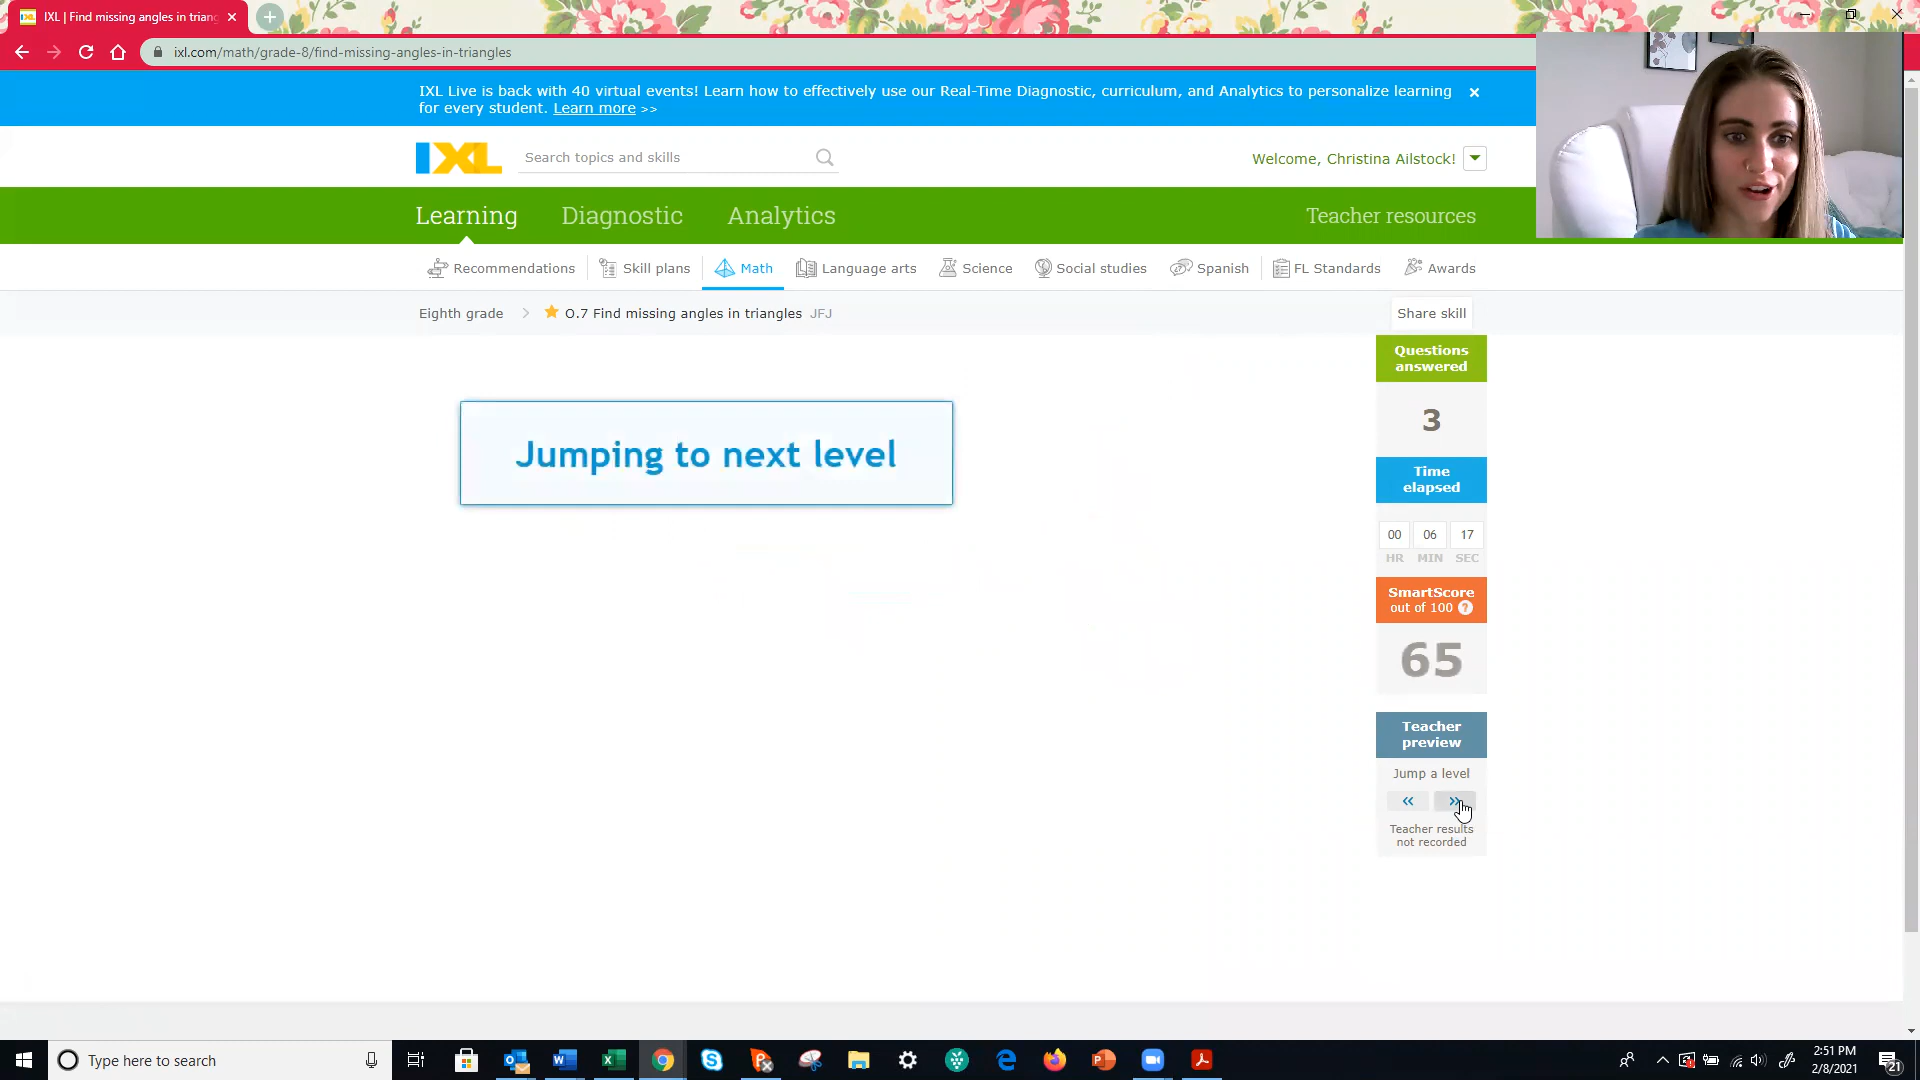 IXL | Find missing angles in triang
ixl.com/math/grade-8/find-missing-angles-in-triangles
IXL Live is back with 40 virtual events! Learn how to effectively use our Real-Time Diagnostic, curriculum, and Analytics to personalize learning
for every student. Learn more >>
IXL
Search topics and skills
Welcome, Christina Ailstock!
Learning
Diagnostic
Analytics
Teacher resources
Recommendations
Skill plans
Math
Language arts
Science
Social studies
Spanish
FL Standards
Awards
Eighth grade
O.7 Find missing angles in triangles JFJ
Share skill
Jumping to next level
Questions
answered
3
Time
elapsed
00 06 17
HR MIN SEC
SmartScore
out of 100 ?
65
Teacher
preview
Jump a level
Teacher results
not recorded
Type here to search
2:51 PM
2/8/2021
21